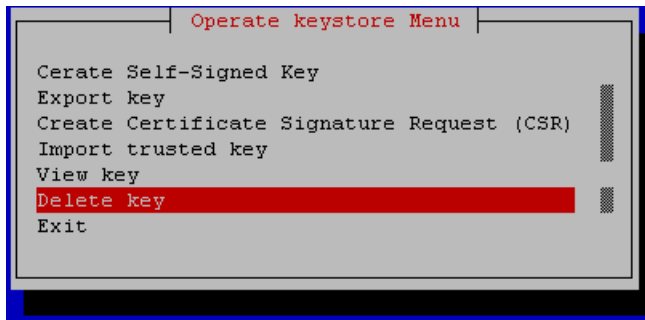 Operate keystore Menu
Cerate Self-Signed Key
Export key
Create Certificate Signature Request (CSR)
Import trusted key
View key
Delete key
Exit